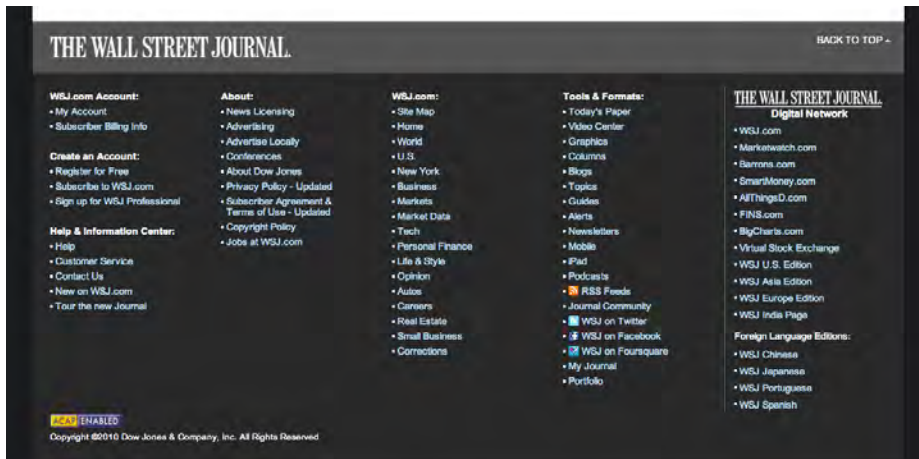 THE WALL STREET JOURNAL.
BACK TO TOP
WSJ.com Account:
• My Account
• Subscriber Billing Info
Create an Account:
• Register for Free
• Subscribe to WSJ.com
• Sign up for WSJ Professional
Help & Information Center:
• Help
• Customer Service
• Contact Us
• New on WSJ.com
• Tour the new Journal
About:
• News Licensing
• Advertising
• Advertise Locally
• Conferences
• About Dow Jones
• Privacy Policy - Updated
• Subscriber Agreement &
Terms of Use - Updated
• Copyright Policy
• Jobs at WSJ.com
WSJ.com:
• Site Map
• Home
• World
• U.S.
• New York
• Business
• Markets
• Market Data
• Tech
• Personal Finance
• Life & Style
• Opinion
• Autos
• Careers
• Real Estate
• Small Business
• Corrections
Tools & Formats:
• Today's Paper
• Video Center
• Graphics
• Columns
• Blogs
• Topics
• Guides
• Alerts
• Newsletters
• Mobile
• iPad
• Podcasts
• RSS Feeds
• Journal Community
• WSJ on Twitter
• WSJ on Facebook
• WSJ on Foursquare
• My Journal
• Portfolio
THE WALL STREET JOURNAL.
Digital Network
• WSJ.com
• Marketwatch.com
• Barrons.com
• SmartMoney.com
• AllThingsD.com
• FINS.com
• BigCharts.com
• Virtual Stock Exchange
• WSJ U.S. Edition
• WSJ Asia Edition
• WSJ Europe Edition
• WSJ India Page
Foreign Language Editions:
• WSJ Chinese
• WSJ Japanese
• WSJ Portuguese
• WSJ Spanish
ACAP ENABLED
Copyright ©2010 Dow Jones & Company, Inc. All Rights Reserved